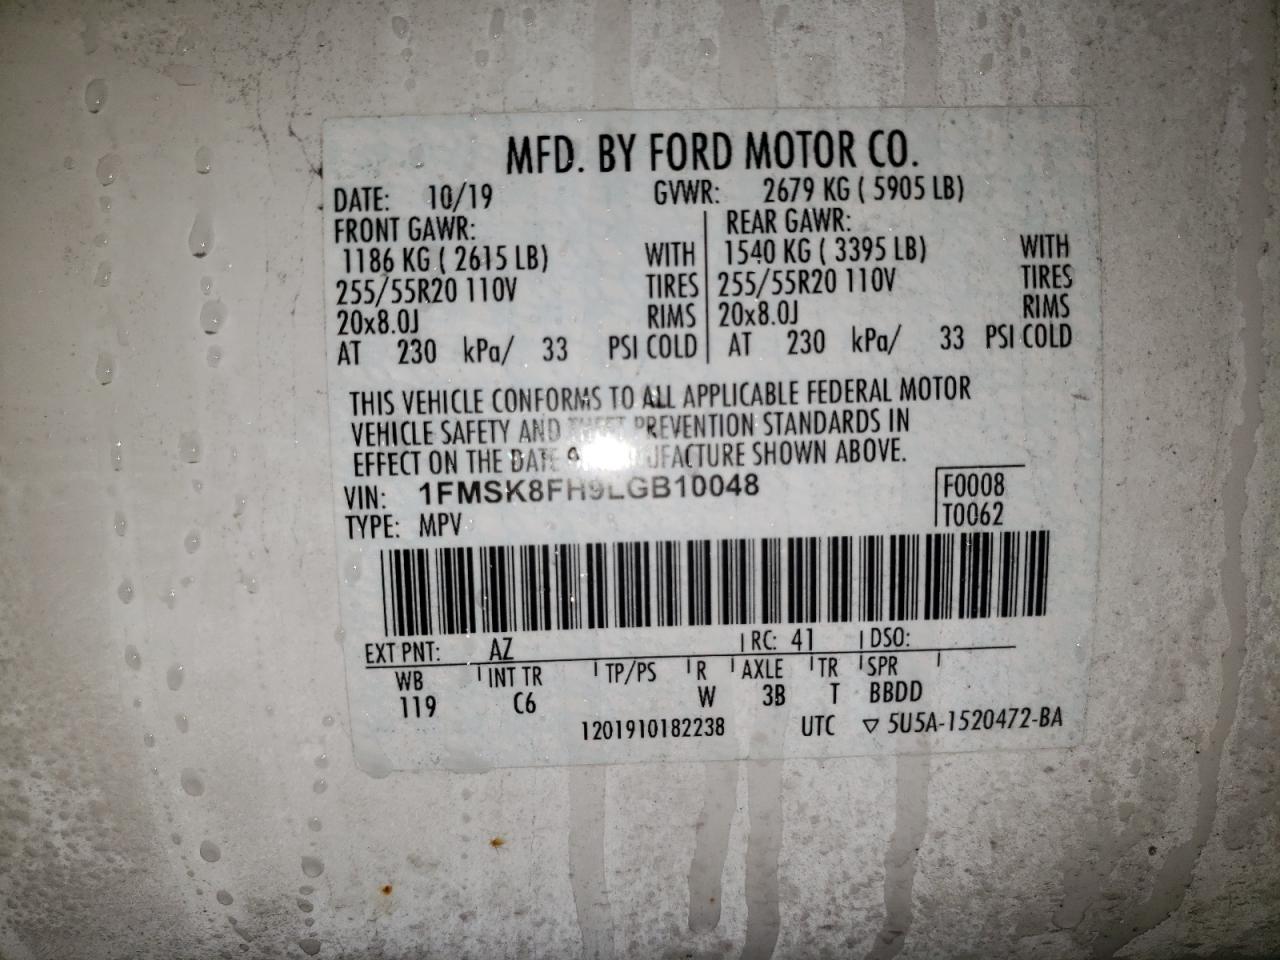 MFD. BY FORD MOTOR CO.
DATE: 10/19 GVWR: 2679 KG ( 5905 LB)
FRONT GAWR: REAR GAWR:
1186 KG ( 2615 LB) WITH 1540 KG ( 3395 LB) WITH
255/55R20 110V TIRES 255/55R20 110V TIRES
20x8.0J RIMS 20x8.0J RIMS
AT 230 kPa/ 33 PSI COLD AT 230 kPa/ 33 PSI COLD
THIS VEHICLE CONFORMS TO ALL APPLICABLE FEDERAL MOTOR
VEHICLE SAFETY AND THEFT PREVENTION STANDARDS IN
EFFECT ON THE DATE SHOWN ABOVE.
VIN: 1FMSK8FH9LGB10048 F0008
TYPE: MPV T0062
EXT PNT: AZ RC: 41 DSO:
WB INT TR TP/PS R AXLE TR SPR
119 C6 W 3B T BBDD
1201910182238 UTC ▽ 5U5A-1520472-BA